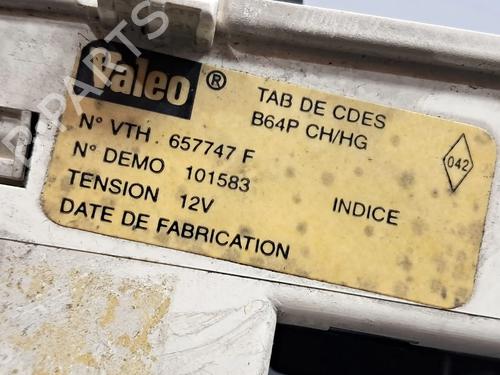 Valeo ®
TAB DE CDES
B64P CH/HG
042
N° VTH 657747 F
N° DEMO 101583
TENSION 12V
INDICE
DATE DE FABRICATION